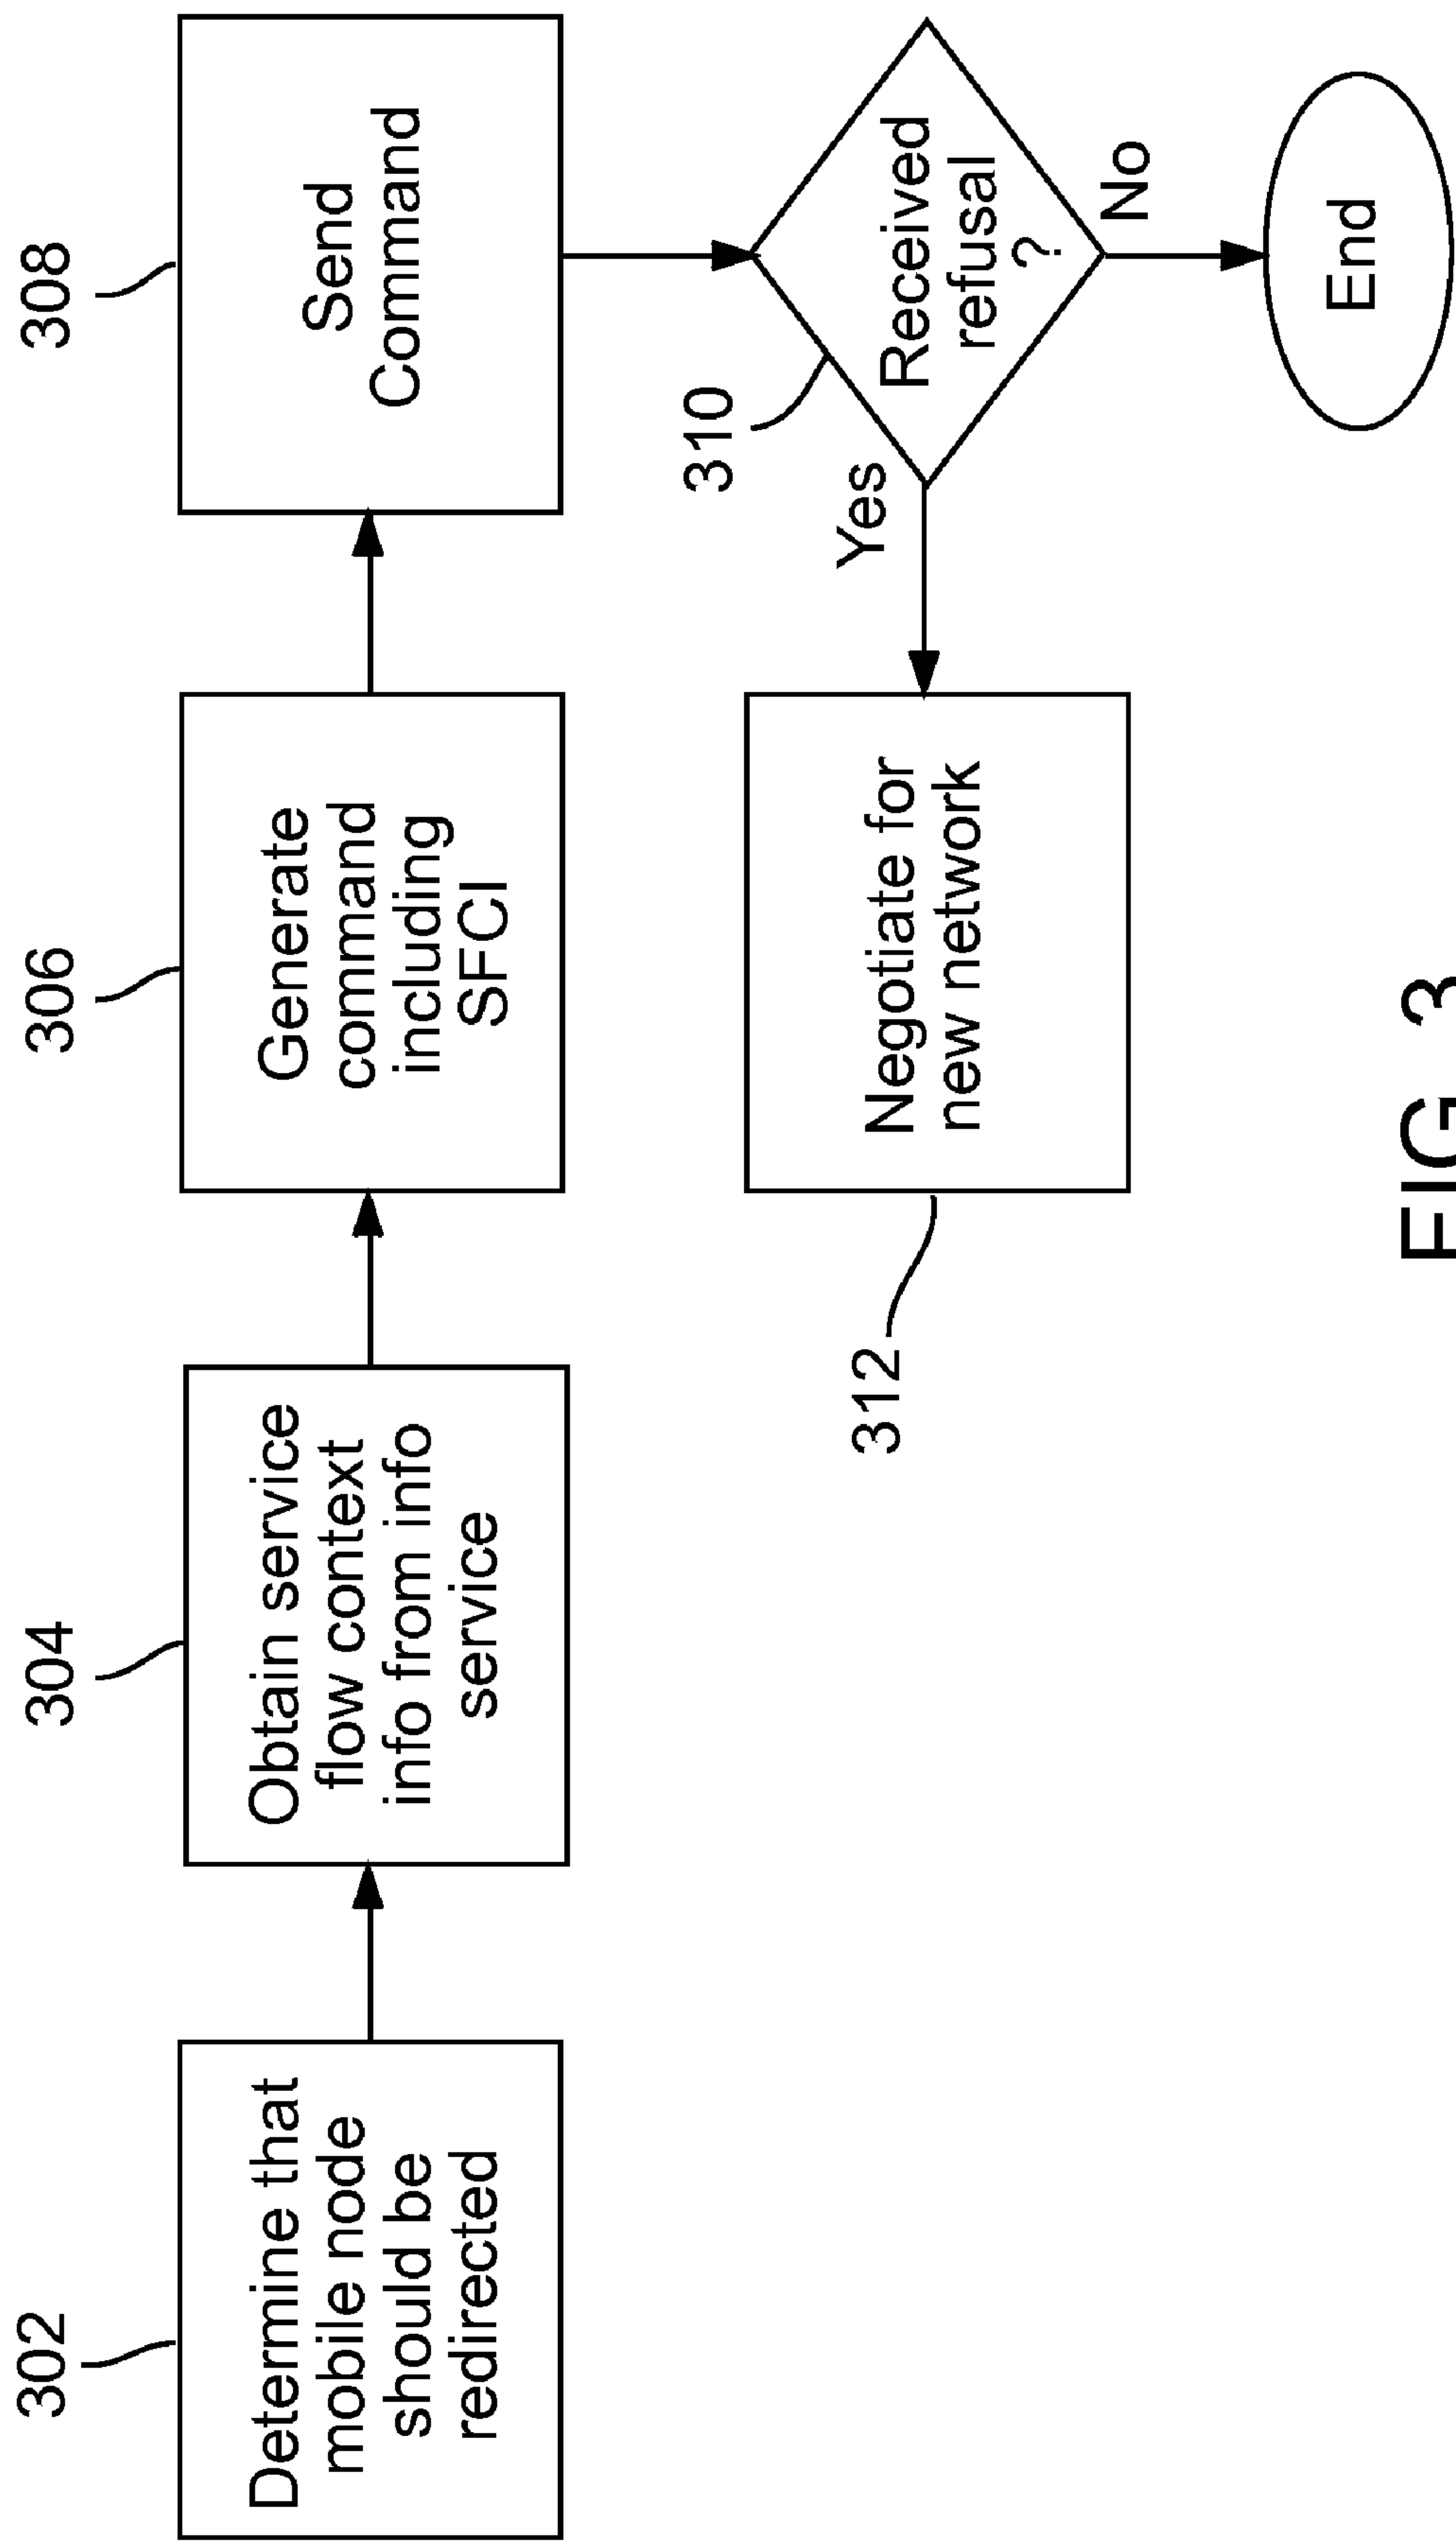 302
Determine that
mobile node
should be
redirected
304
Obtain service
flow context
info from info
service
306
Generate
command
including
SFCI
308
Send
Command
310
Received
refusal
?
Yes
No
312
Negotiate for
new network
End
FIG. 3